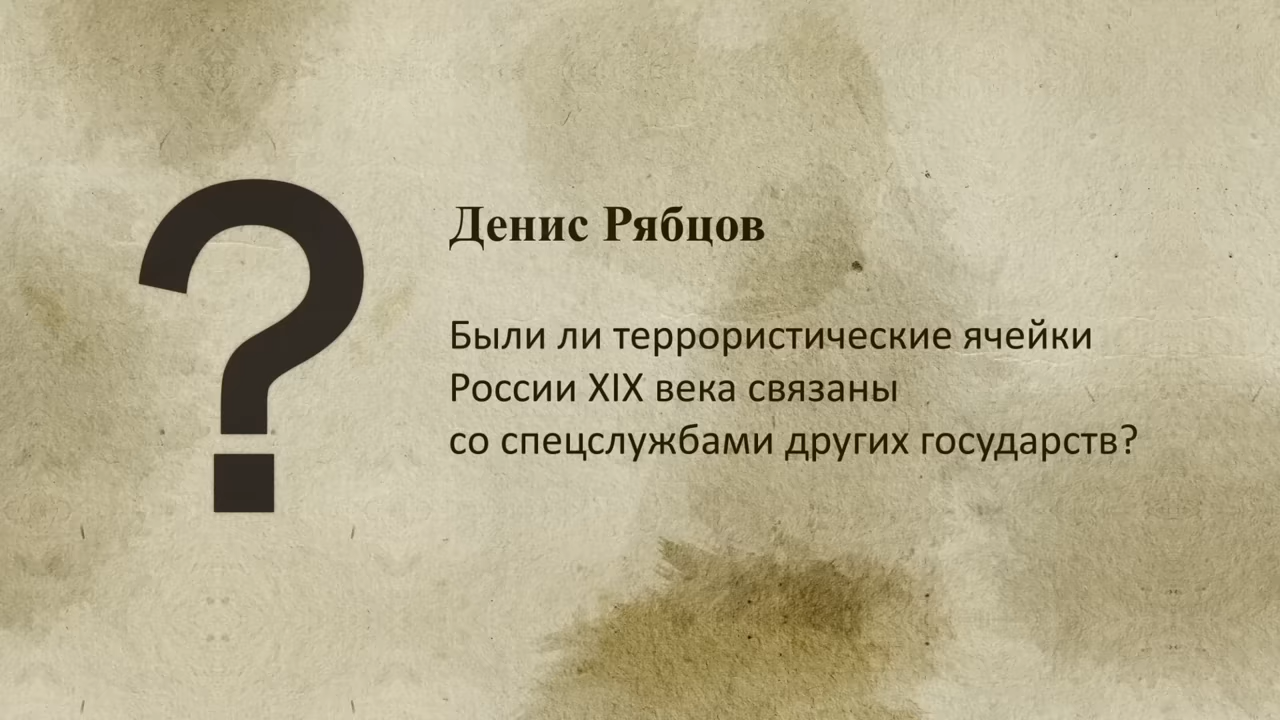 ?
Денис Рябцов
Были ли террористические ячейки
России XIX века связаны
со спецслужбами других государств?